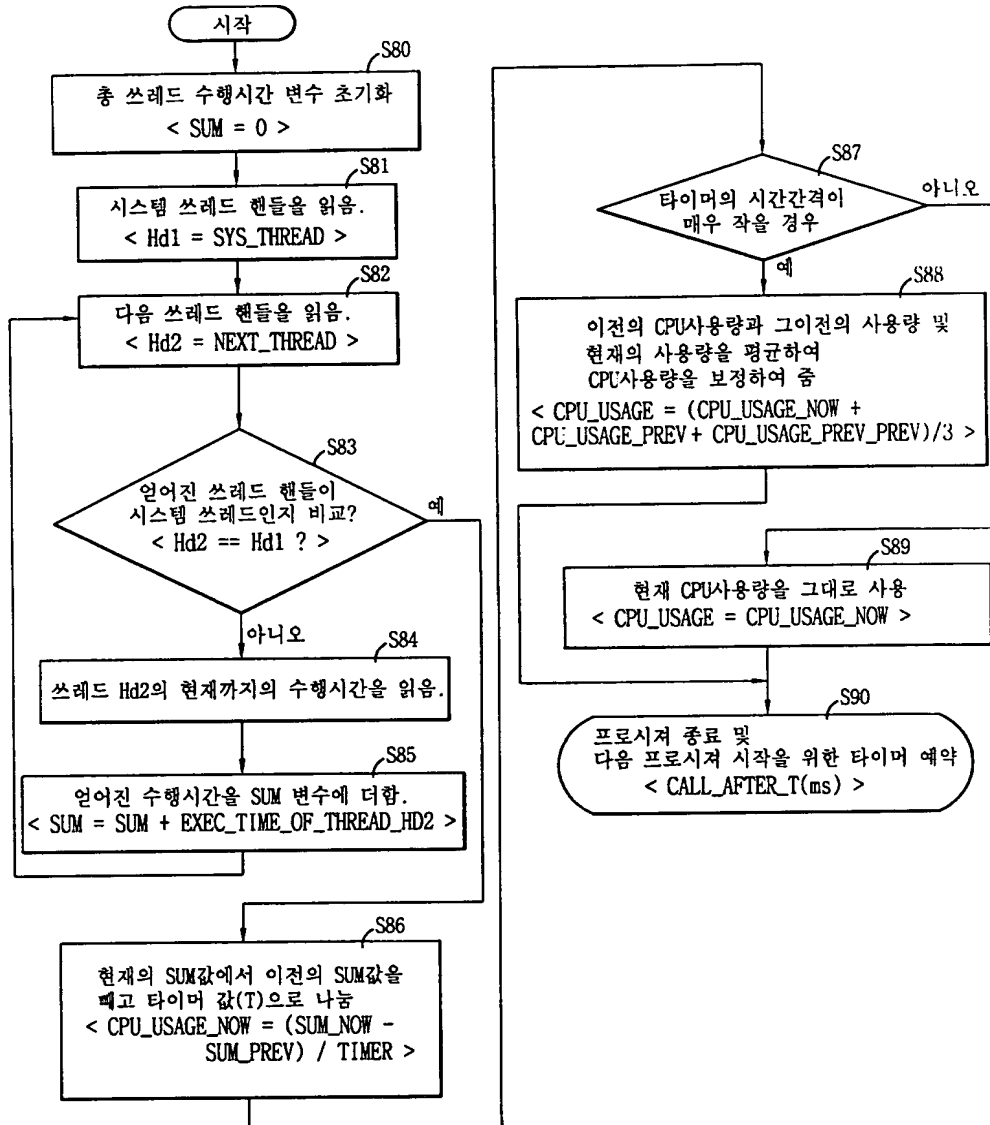 시작
S80
총 쓰레드 수행시간 변수 초기화
< SUM = 0 >
S81
시스템 쓰레드 핸들을 읽음.
< Hd1 = SYS_THREAD >
S82
다음 쓰레드 핸들을 읽음.
< Hd2 = NEXT_THREAD >
S83
얻어진 쓰레드 핸들이
시스템 쓰레드인지 비교?
< Hd2 == Hd1 ? >
예
아니오
S84
쓰레드 Hd2의 현재까지의 수행시간을 읽음.
S85
얻어진 수행시간을 SUM 변수에 더함.
< SUM = SUM + EXEC_TIME_OF_THREAD_HD2 >
S86
현재의 SUM값에서 이전의 SUM값을
빼고 타이머 값(T)으로 나눔
< CPU_USAGE_NOW = (SUM_NOW -
SUM_PREV) / TIMER >
S87
타이머의 시간간격이
매우 작을 경우
아니오
예
S88
이전의 CPU사용량과 그이전의 사용량 및
현재의 사용량을 평균하여
CPU사용량을 보정하여 줌
< CPU_USAGE = (CPU_USAGE_NOW +
CPU_USAGE_PREV+ CPU_USAGE_PREV_PREV)/3 >
S89
현재 CPU사용량을 그대로 사용
< CPU_USAGE = CPU_USAGE_NOW >
S90
프로시져 종료 및
다음 프로시져 시작을 위한 타이머 예약
< CALL_AFTER_T(ms) >